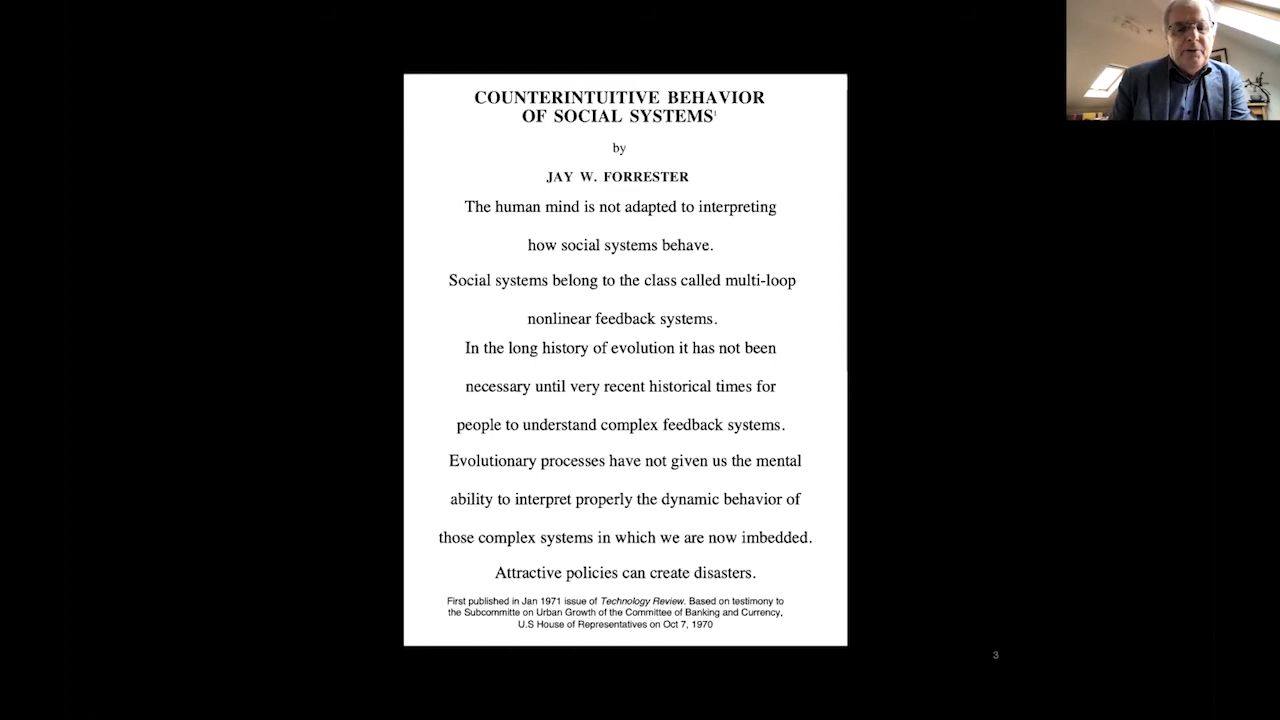 COUNTERINTUITIVE BEHAVIOR
OF SOCIAL SYSTEMS¹
by
JAY W. FORRESTER
The human mind is not adapted to interpreting
how social systems behave.
Social systems belong to the class called multi-loop
nonlinear feedback systems.
In the long history of evolution it has not been
necessary until very recent historical times for
people to understand complex feedback systems.
Evolutionary processes have not given us the mental
ability to interpret properly the dynamic behavior of
those complex systems in which we are now imbedded.
Attractive policies can create disasters.
First published in Jan 1971 issue of Technology Review. Based on testimony to
the Subcommitte on Urban Growth of the Committee of Banking and Currency,
U.S House of Representatives on Oct 7, 1970
3